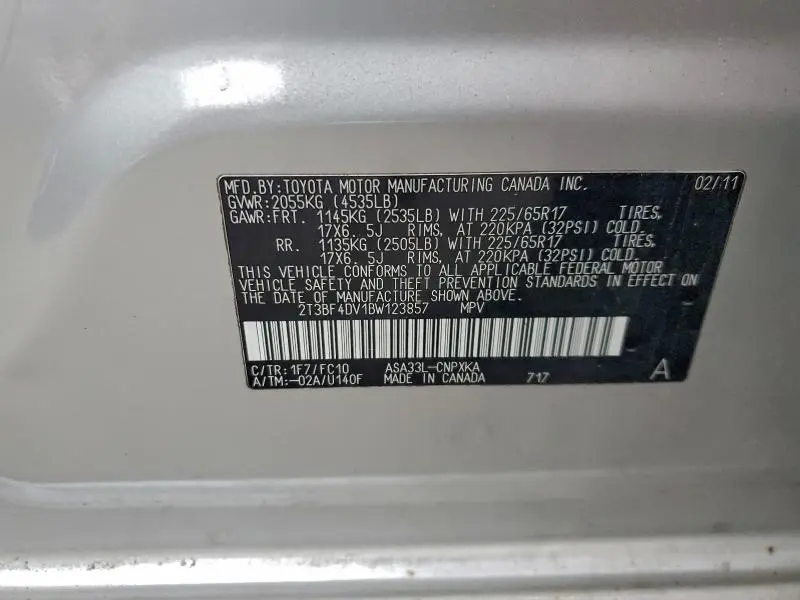 MFD. BY: TOYOTA MOTOR MANUFACTURING CANADA INC. 02/11
GVWR: 2055KG (4535LB)
GAWR: FRT. 1145KG (2535LB) WITH 225/65R17 TIRES,
17X6.5J RIMS, AT 220KPA (32PSI) COLD.
RR. 1135KG (2505LB) WITH 225/65R17 TIRES,
17X6.5J RIMS, AT 220KPA (32PSI) COLD.
THIS VEHICLE CONFORMS TO ALL APPLICABLE FEDERAL MOTOR
VEHICLE SAFETY AND THEFT PREVENTION STANDARDS IN EFFECT ON
THE DATE OF MANUFACTURE SHOWN ABOVE.
2T3BF4DV1BW123857 MPV
C/TR: 1F7/FC10 ASA33L-CNPXKA
A/TM: -02A/U140F MADE IN CANADA 717 A